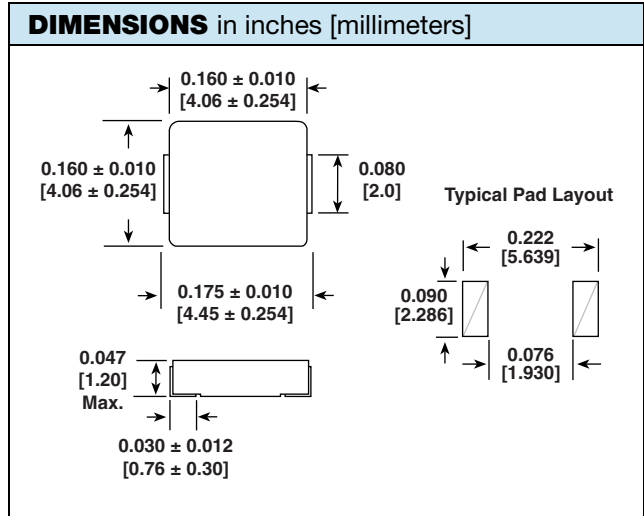 DIMENSIONS in inches [millimeters]
0.160 ± 0.010
[4.06 ± 0.254]
0.160 ± 0.010
[4.06 ± 0.254]
0.080
[2.0]
0.175 ± 0.010
[4.45 ± 0.254]
0.047
[1.20]
Max.
0.030 ± 0.012
[0.76 ± 0.30]
Typical Pad Layout
0.222
[5.639]
0.090
[2.286]
0.076
[1.930]